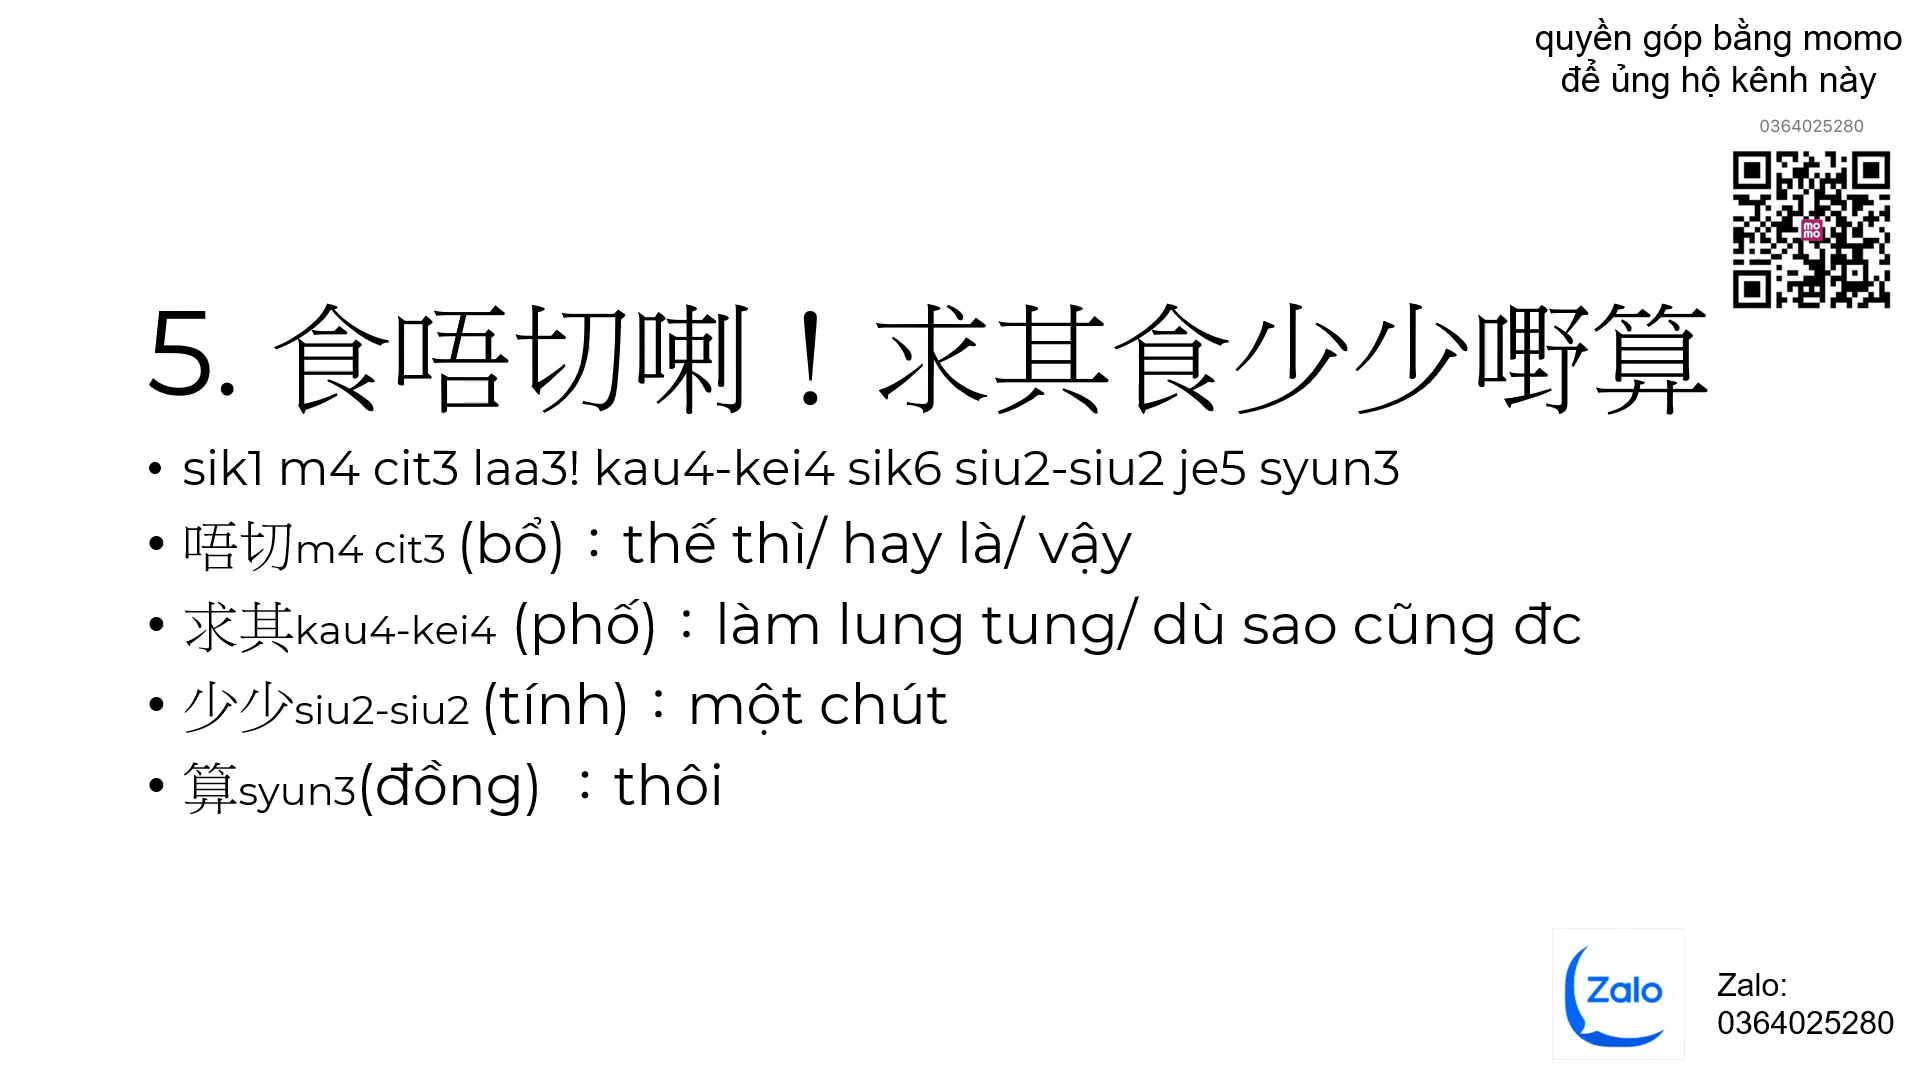 quyền góp bằng momo
để ủng hộ kênh này
0364025280
mo
mo
5. 食唔切喇！求其食少少嘢算
• sik1 m4 cit3 laa3! kau4-kei4 sik6 siu2-siu2 je5 syun3
• 唔切m4 cit3 (bổ)：thế thì/ hay là/ vậy
• 求其kau4-kei4 (phố)：làm lung tung/ dù sao cũng đc
• 少少siu2-siu2 (tính)：một chút
• 算syun3(đồng) ：thôi
Zalo
Zalo:
0364025280